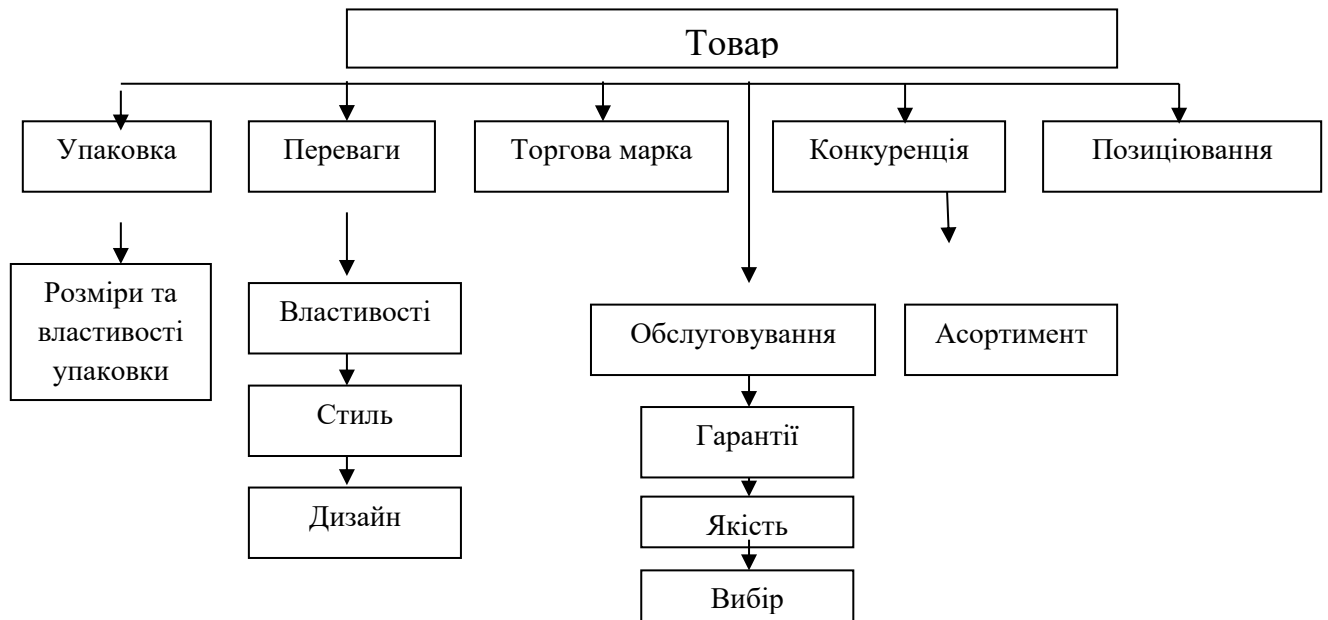 Товар
Упаковка
Переваги
Торгова марка
Конкуренція
Позиціювання
Розміри та
властивості
упаковки
Властивості
Обслуговування
Асортимент
Стиль
Гарантії
Дизайн
Якість
Вибір